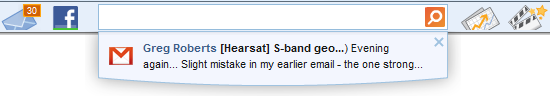 30
Greg Roberts [Hearsat] S-band geo...) Evening
again... Slight mistake in my earlier email - the one strong...